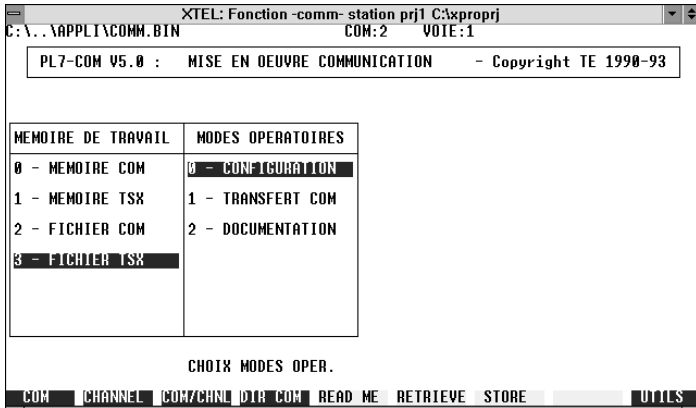 XTEL: Fonction -comm- station prj1 C:\xproprj
C:\..\APPLI\COMM.BIN COM:2 VOIE:1
PL7-COM V5.0 : MISE EN OEUVRE COMMUNICATION - Copyright TE 1990-93
MEMOIRE DE TRAVAIL MODES OPERATOIRES
0 - MEMOIRE COM 0 - CONFIGURATION
1 - MEMOIRE TSX 1 - TRANSFERT COM
2 - FICHIER COM 2 - DOCUMENTATION
3 - FICHIER TSX
CHOIX MODES OPER.
COM CHANNEL COM/CHNL DIR COM READ ME RETRIEVE STORE UTILS